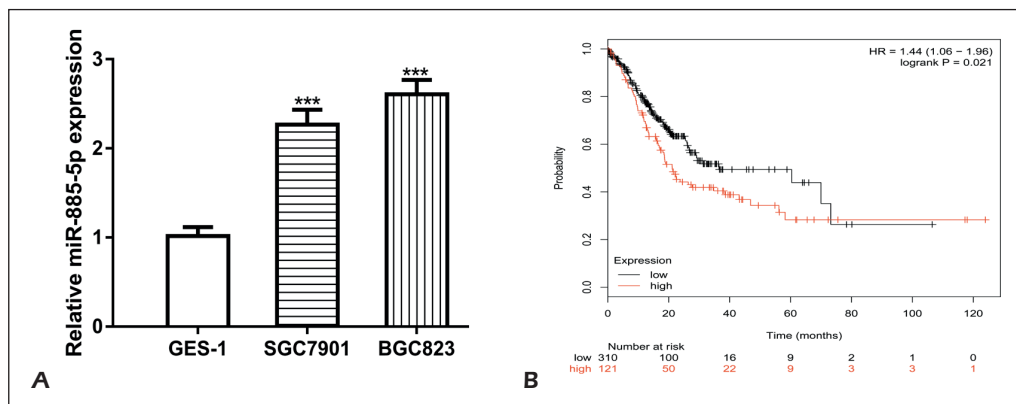 Relative miR-885-5p expression
3
2
1
0
***
***
GES-1 SGC7901 BGC823
A
HR = 1.44 (1.06 − 1.96)
logrank P = 0.021
Probability
1.0
0.8
0.6
0.4
0.2
0.0
Expression
low
high
0 20 40 60 80 100 120
Time (months)
Number at risk
low 310 100 16 9 2 1 0
high 121 50 22 9 3 3 1
B